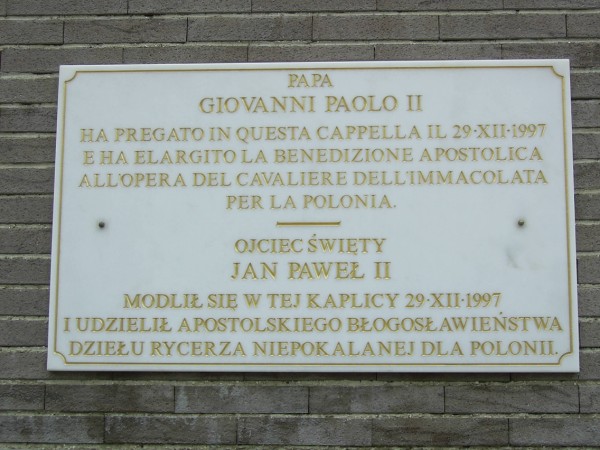 PAPA
GIOVANNI PAOLO II
HA PREGATO IN QUESTA CAPPELLA IL 29·XII·1997
E HA ELARGITO LA BENEDIZIONE APOSTOLICA
ALL'OPERA DEL CAVALIERE DELL'IMMACOLATA
PER LA POLONIA.
OJCIEC ŚWIĘTY
JAN PAWEŁ II
MODLIŁ SIĘ W TEJ KAPLICY 29·XII·1997
I UDZIELIŁ APOSTOLSKIEGO BŁOGOSŁAWIEŃSTWA
DZIEŁU RYCERZA NIEPOKALANEJ DLA POLONII.